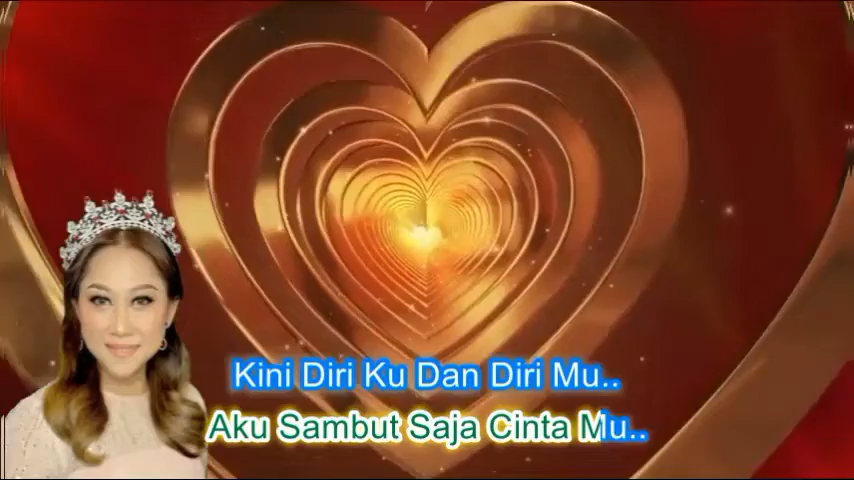 Kini Diri Ku Dan Diri Mu..
Aku Sambut Saja Cinta Mu..